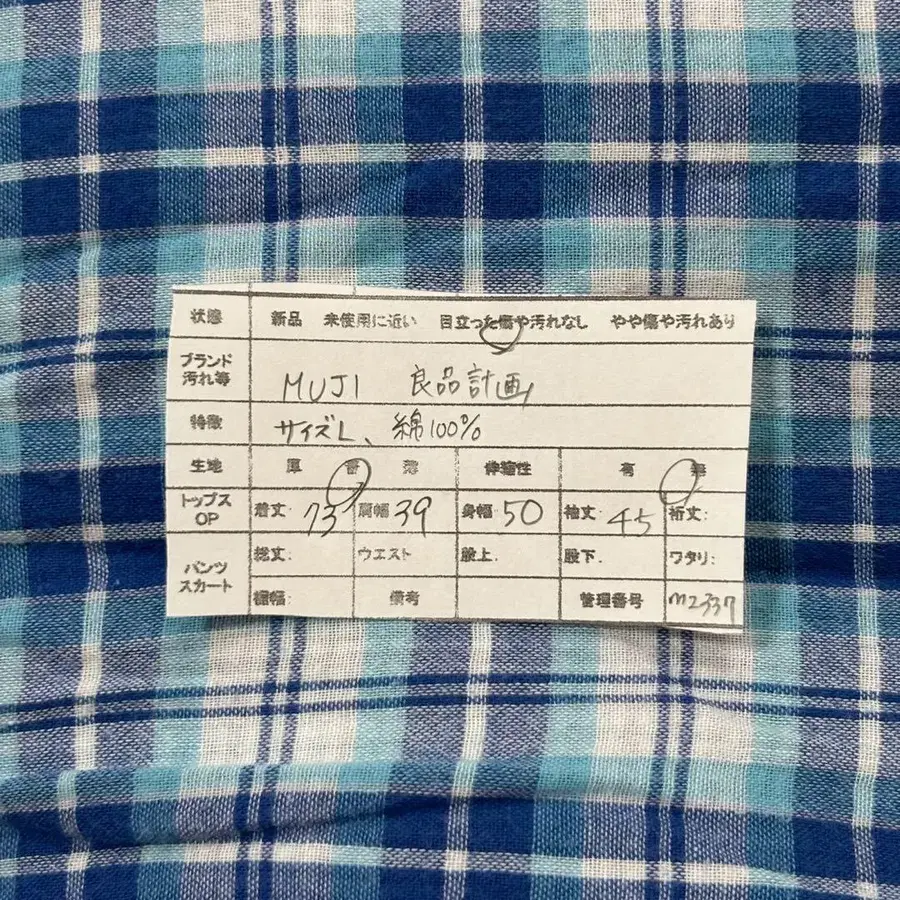 状態 新品 未使用に近い 目立った傷や汚れなし やや傷や汚れあり
ブランド
汚れ等
MUJI 良品計画
特徴 サイズL、綿100%
生地 厚 普 薄 伸縮性 有 無
トップス
OP
着丈: 73 肩幅 39 身幅: 50 袖丈: 45 裄丈:
パンツ
スカート
総丈: ウエスト 股上: 股下. ワタリ:
裾幅: 備考 管理番号 m2337